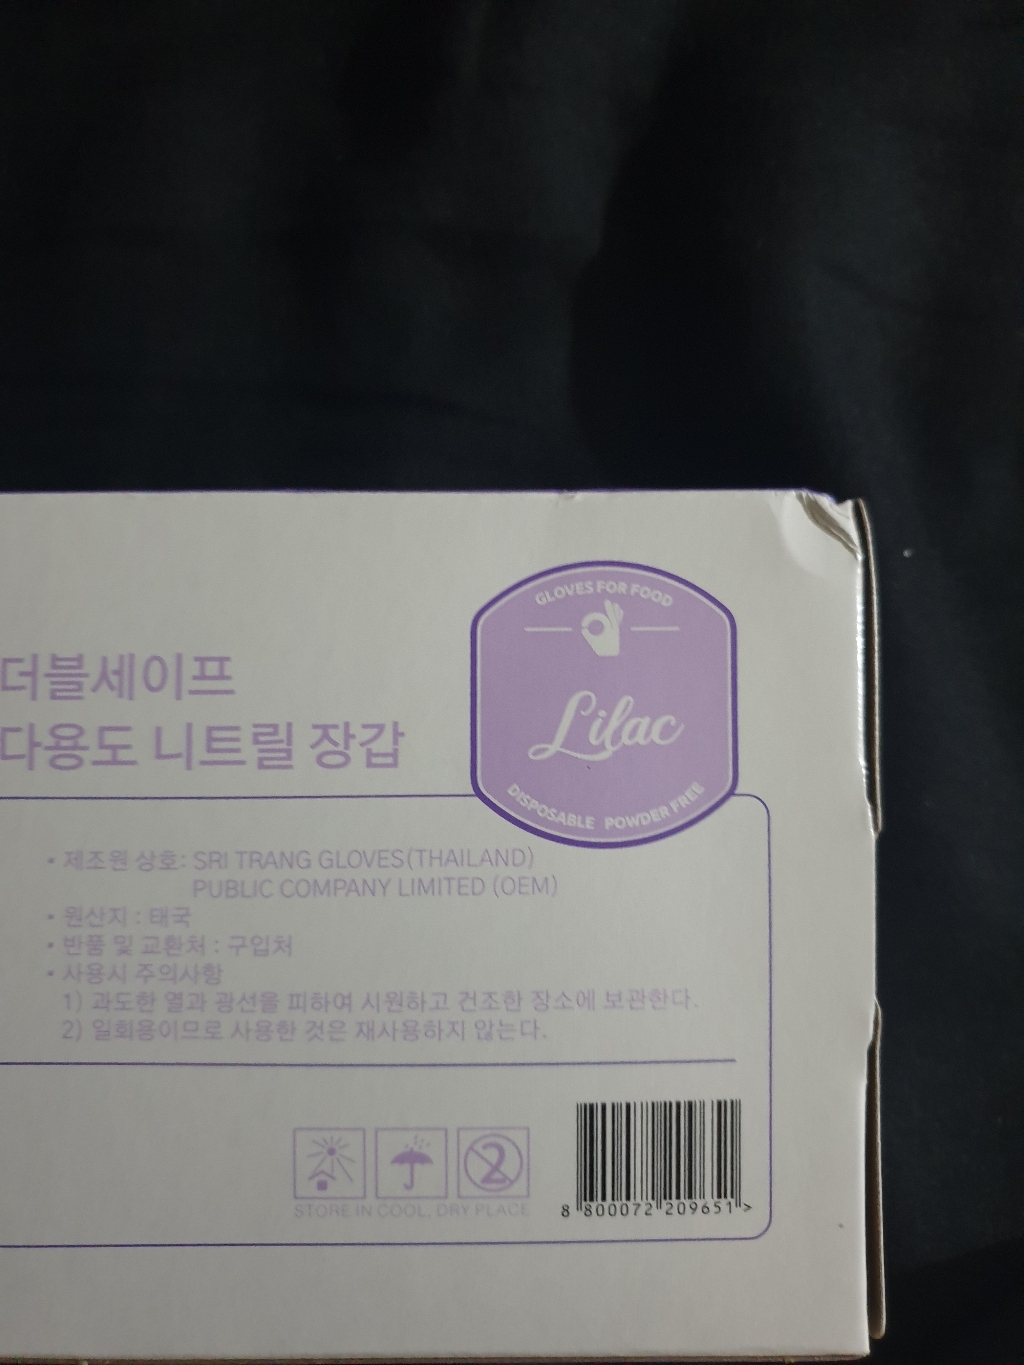 GLOVES FOR FOOD
Lilac
DISPOSABLE POWDER FREE
더블세이프
다용도 니트릴 장갑
• 제조원 상호: SRI TRANG GLOVES(THAILAND)
PUBLIC COMPANY LIMITED (OEM)
• 원산지 : 태국
• 반품 및 교환처 : 구입처
• 사용시 주의사항
1) 과도한 열과 광선을 피하여 시원하고 건조한 장소에 보관한다.
2) 일회용이므로 사용한 것은 재사용하지 않는다.
2
STORE IN COOL, DRY PLACE
8 800072 209651 >